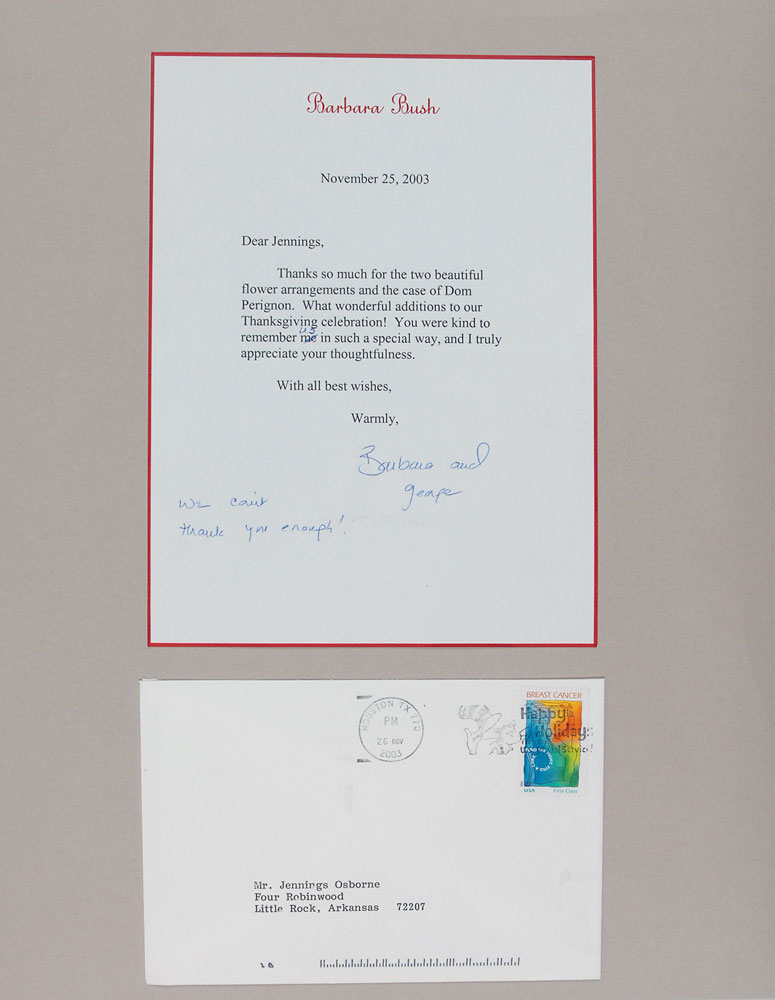 Barbara Bush
November 25, 2003
Dear Jennings,
Thanks so much for the two beautiful
flower arrangements and the case of Dom
Perignon. What wonderful additions to our
Thanksgiving celebration! You were kind to
us
remember me in such a special way, and I truly
appreciate your thoughtfulness.
With all best wishes,
Warmly,
Barbara and
George
We can't
thank you enough!
HOUSTON TX 770
PM
26 NOV
2003
BREAST CANCER
Happy
Holidays
USA
First-Class
Mr. Jennings Osborne
Four Robinwood
Little Rock, Arkansas 72207